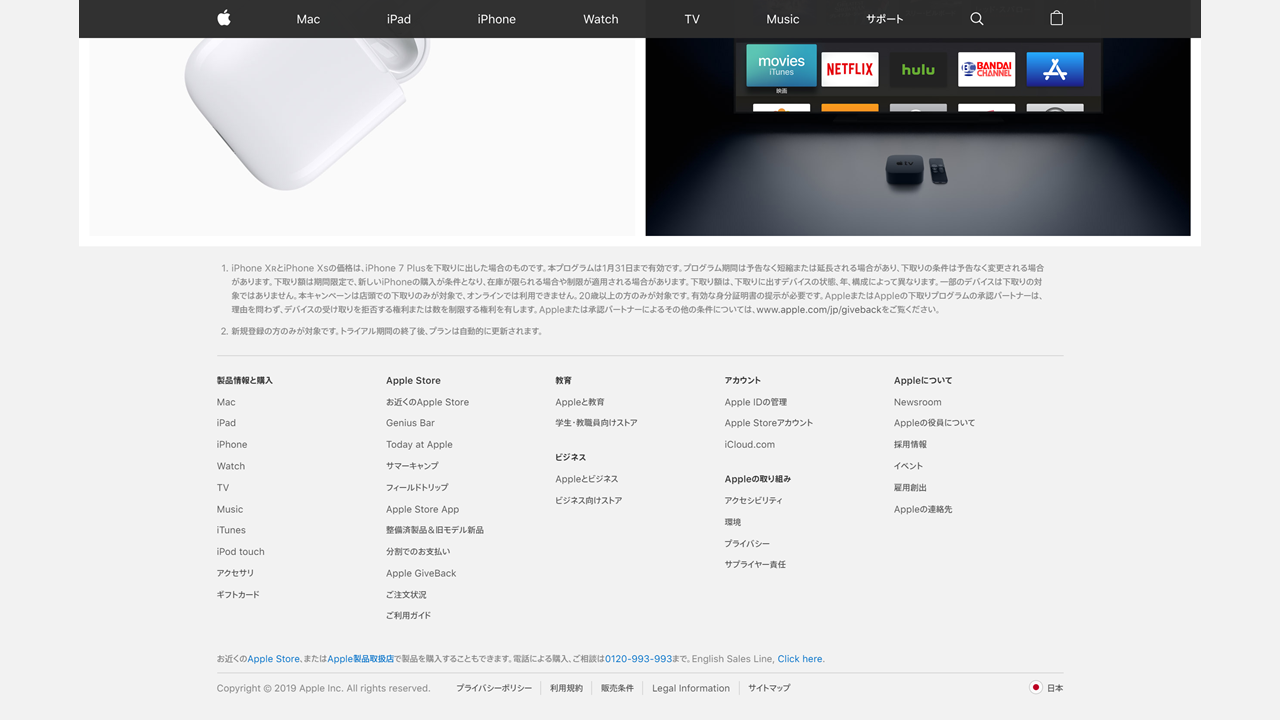 Mac iPad iPhone Watch TV Music サポート
movies
iTunes
映画
NETFLIX
hulu
BANDAI
CHANNEL
tv
1. iPhone XRとiPhone XSの価格は、iPhone 7 Plusを下取りに出した場合のものです。本プログラムは1月31日まで有効です。プログラム期間は予告なく短縮または延長される場合があり、下取りの条件は予告なく変更される場合
があります。下取り額は期間限定で、新しいiPhoneの購入が条件となり、在庫が限られる場合や制限が適用される場合があります。下取り額は、下取りに出すデバイスの状態、年、構成によって異なります。一部のデバイスは下取りの対
象ではありません。本キャンペーンは店頭での下取りのみが対象で、オンラインでは利用できません。20歳以上の方のみが対象です。有効な身分証明書の提示が必要です。AppleまたはAppleの下取りプログラムの承認パートナーは、
理由を問わず、デバイスの受け取りを拒否する権利または数を制限する権利を有します。Appleまたは承認パートナーによるその他の条件については、www.apple.com/jp/givebackをご覧ください。
2. 新規登録の方のみが対象です。トライアル期間の終了後、プランは自動的に更新されます。
製品情報と購入
Mac
iPad
iPhone
Watch
TV
Music
iTunes
iPod touch
アクセサリ
ギフトカード
Apple Store
お近くのApple Store
Genius Bar
Today at Apple
サマーキャンプ
フィールドトリップ
Apple Store App
整備済製品＆旧モデル新品
分割でのお支払い
Apple GiveBack
ご注文状況
ご利用ガイド
教育
Appleと教育
学生・教職員向けストア
ビジネス
Appleとビジネス
ビジネス向けストア
アカウント
Apple IDの管理
Apple Storeアカウント
iCloud.com
Appleの取り組み
アクセシビリティ
環境
プライバシー
サプライヤー責任
Appleについて
Newsroom
Appleの役員について
採用情報
イベント
雇用創出
Appleの連絡先
お近くのApple Store、またはApple製品取扱店で製品を購入することもできます。電話による購入、ご相談は0120-993-993まで。English Sales Line, Click here.
Copyright © 2019 Apple Inc. All rights reserved. プライバシーポリシー 利用規約 販売条件 Legal Information サイトマップ 日本